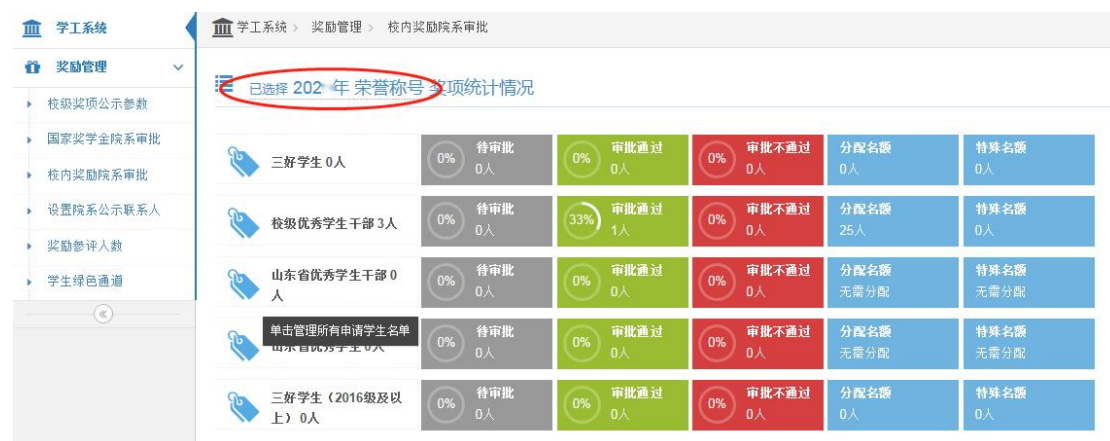 学工系统
学工系统 > 奖励管理 > 校内奖励院系审批
奖励管理
校级奖项公示参数
国家奖学金院系审批
校内奖励院系审批
设置院系公示联系人
奖励参评人数
学生绿色通道
已选择 202 年 荣誉称号 奖项统计情况
三好学生 0人
0%
待审批
0人
0%
审批通过
0人
0%
审批不通过
0人
分配名额
0人
特殊名额
0人
校级优秀学生干部 3人
0%
待审批
0人
33%
审批通过
1人
0%
审批不通过
0人
分配名额
25人
特殊名额
0人
山东省优秀学生干部 0
人
0%
待审批
0人
0%
审批通过
0人
0%
审批不通过
0人
分配名额
无需分配
特殊名额
无需分配
单击管理所有申请学生名单
山东省优秀学生 0人
0%
待审批
0人
0%
审批通过
0人
0%
审批不通过
0人
分配名额
无需分配
特殊名额
无需分配
三好学生（2016级及以
上）0人
0%
待审批
0人
0%
审批通过
0人
0%
审批不通过
0人
分配名额
0人
特殊名额
0人